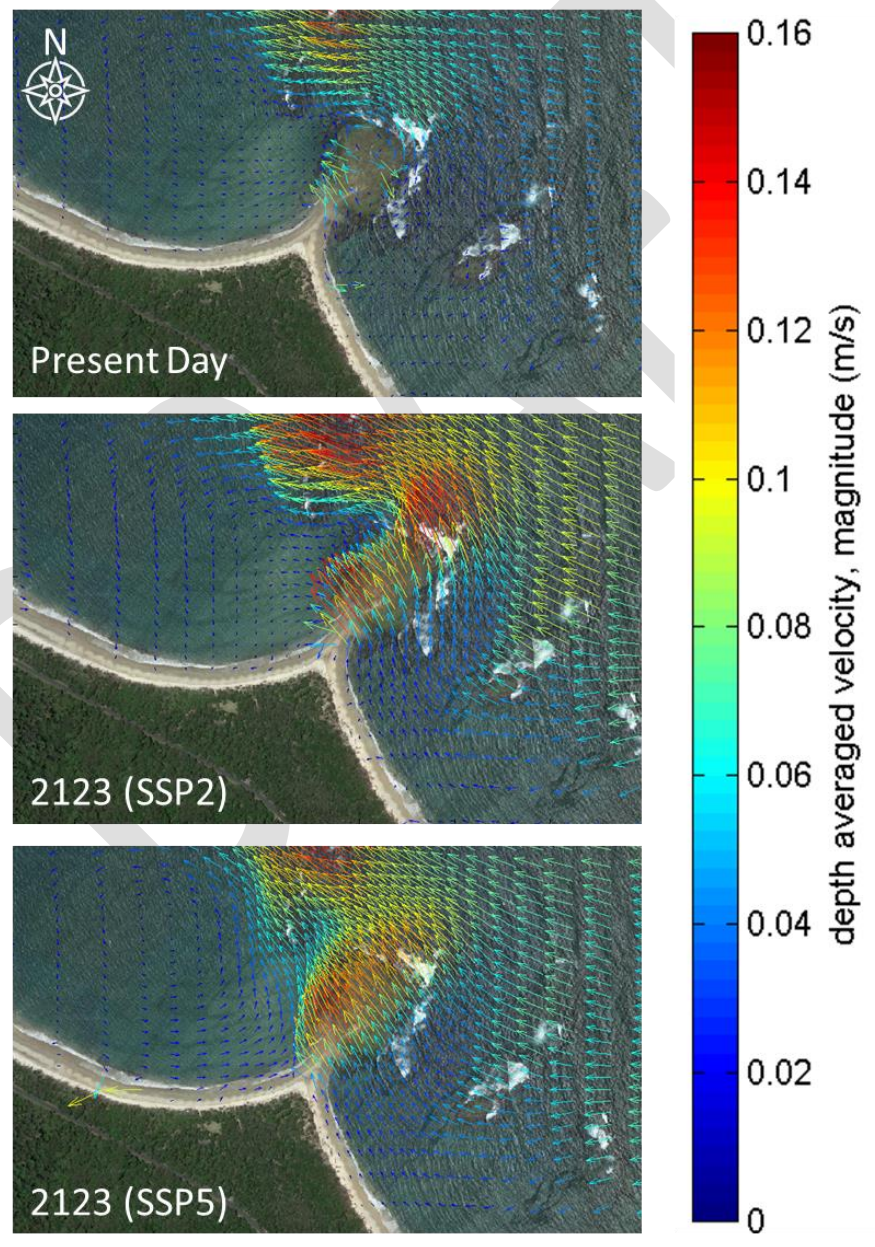 N
Present Day
2123 (SSP2)
2123 (SSP5)
0.16
0.14
0.12
0.1
0.08
0.06
0.04
0.02
0
depth averaged velocity, magnitude (m/s)